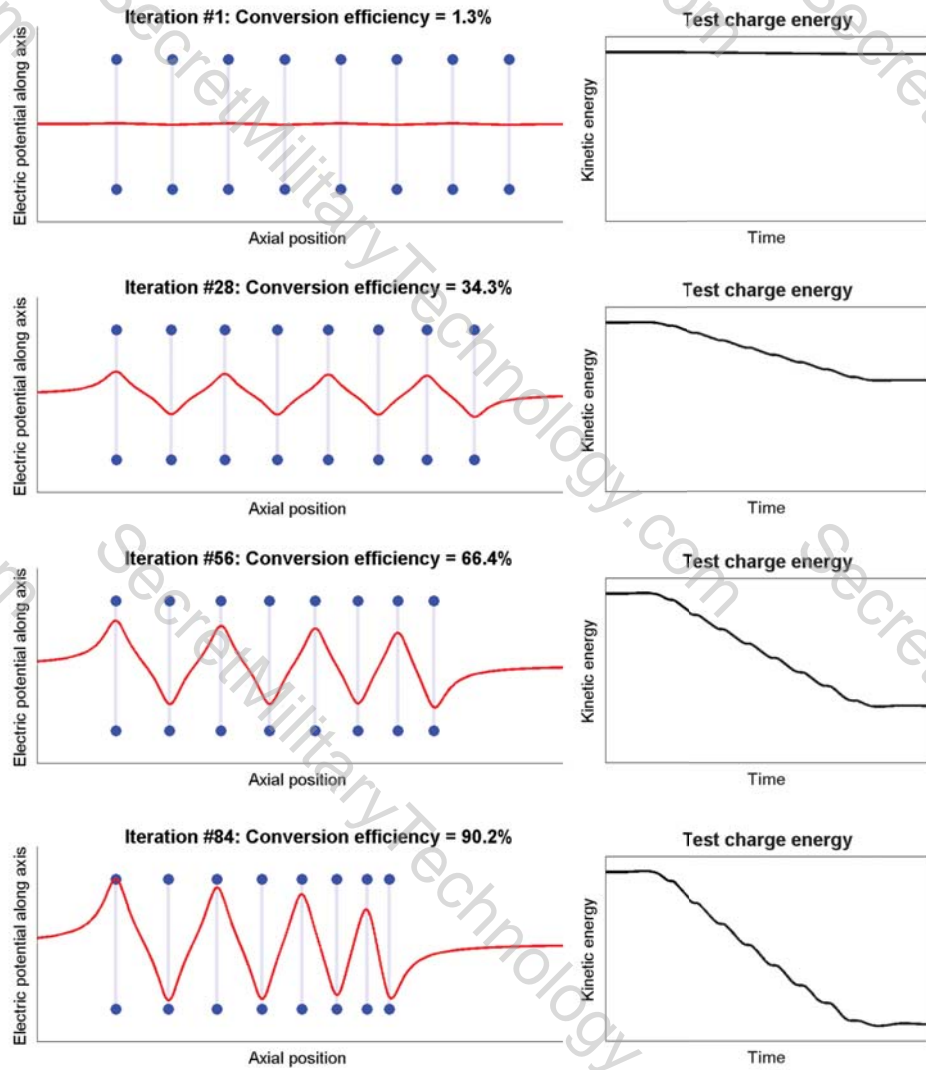 Iteration #1: Conversion efficiency = 1.3%
Electric potential along axis
Axial position
Test charge energy
Kinetic energy
Time
Iteration #28: Conversion efficiency = 34.3%
Electric potential along axis
Axial position
Test charge energy
Kinetic energy
Time
Iteration #56: Conversion efficiency = 66.4%
Electric potential along axis
Axial position
Test charge energy
Kinetic energy
Time
Iteration #84: Conversion efficiency = 90.2%
Electric potential along axis
Axial position
Test charge energy
Kinetic energy
Time
SecretMilitaryTechnology.com
SecretMilitaryTechnology